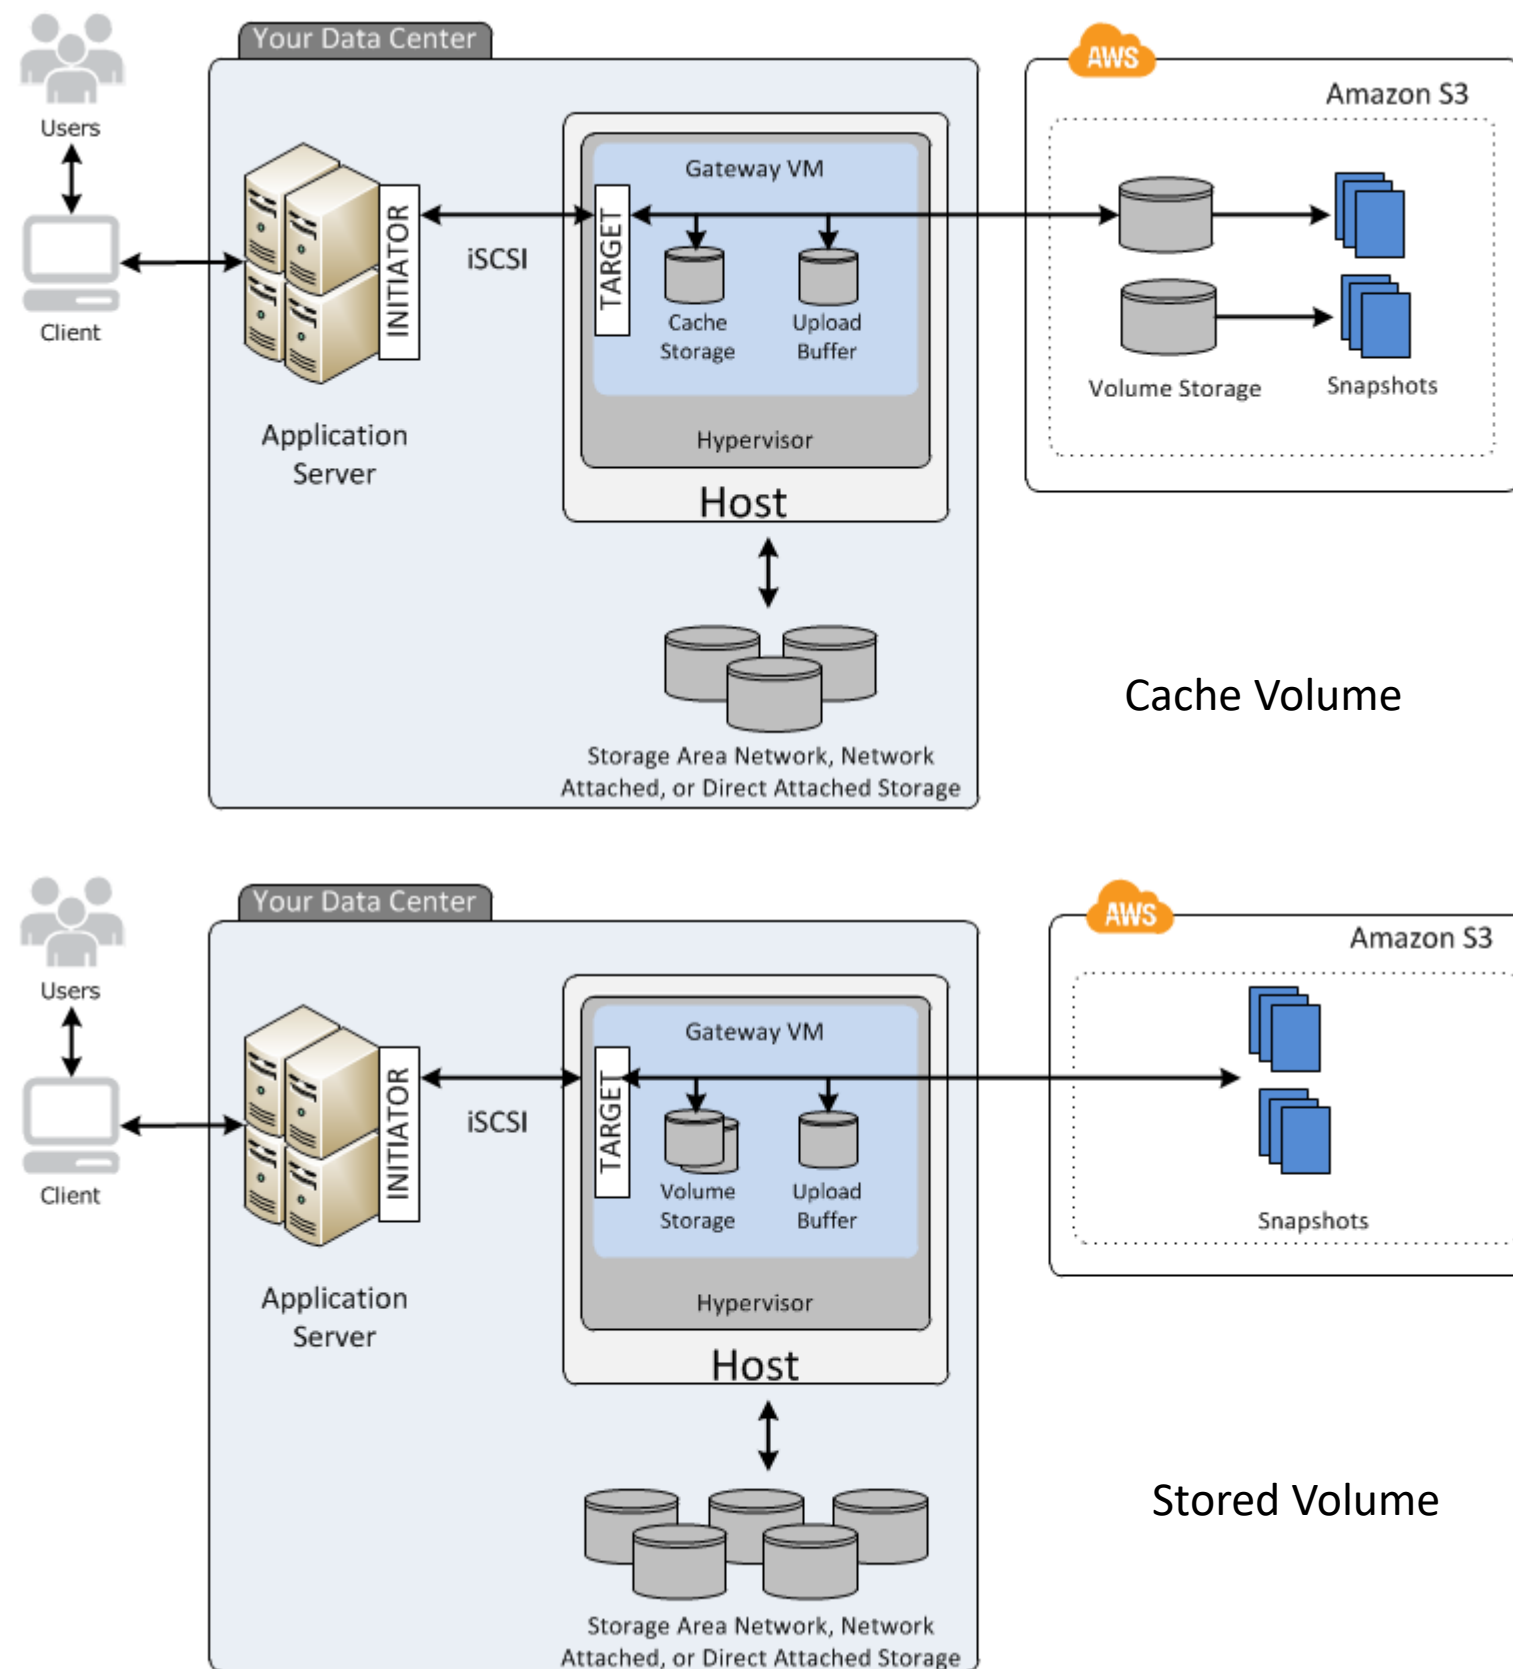 Your Data Center
AWS
Amazon S3
Users
Client
INITIATOR
iSCSI
TARGET
Gateway VM
Cache
Storage
Upload
Buffer
Volume Storage
Snapshots
Application
Server
Hypervisor
Host
Cache Volume
Storage Area Network, Network
Attached, or Direct Attached Storage
Your Data Center
AWS
Amazon S3
Users
Client
INITIATOR
iSCSI
TARGET
Gateway VM
Volume
Storage
Upload
Buffer
Snapshots
Application
Server
Hypervisor
Host
Stored Volume
Storage Area Network, Network
Attached, or Direct Attached Storage